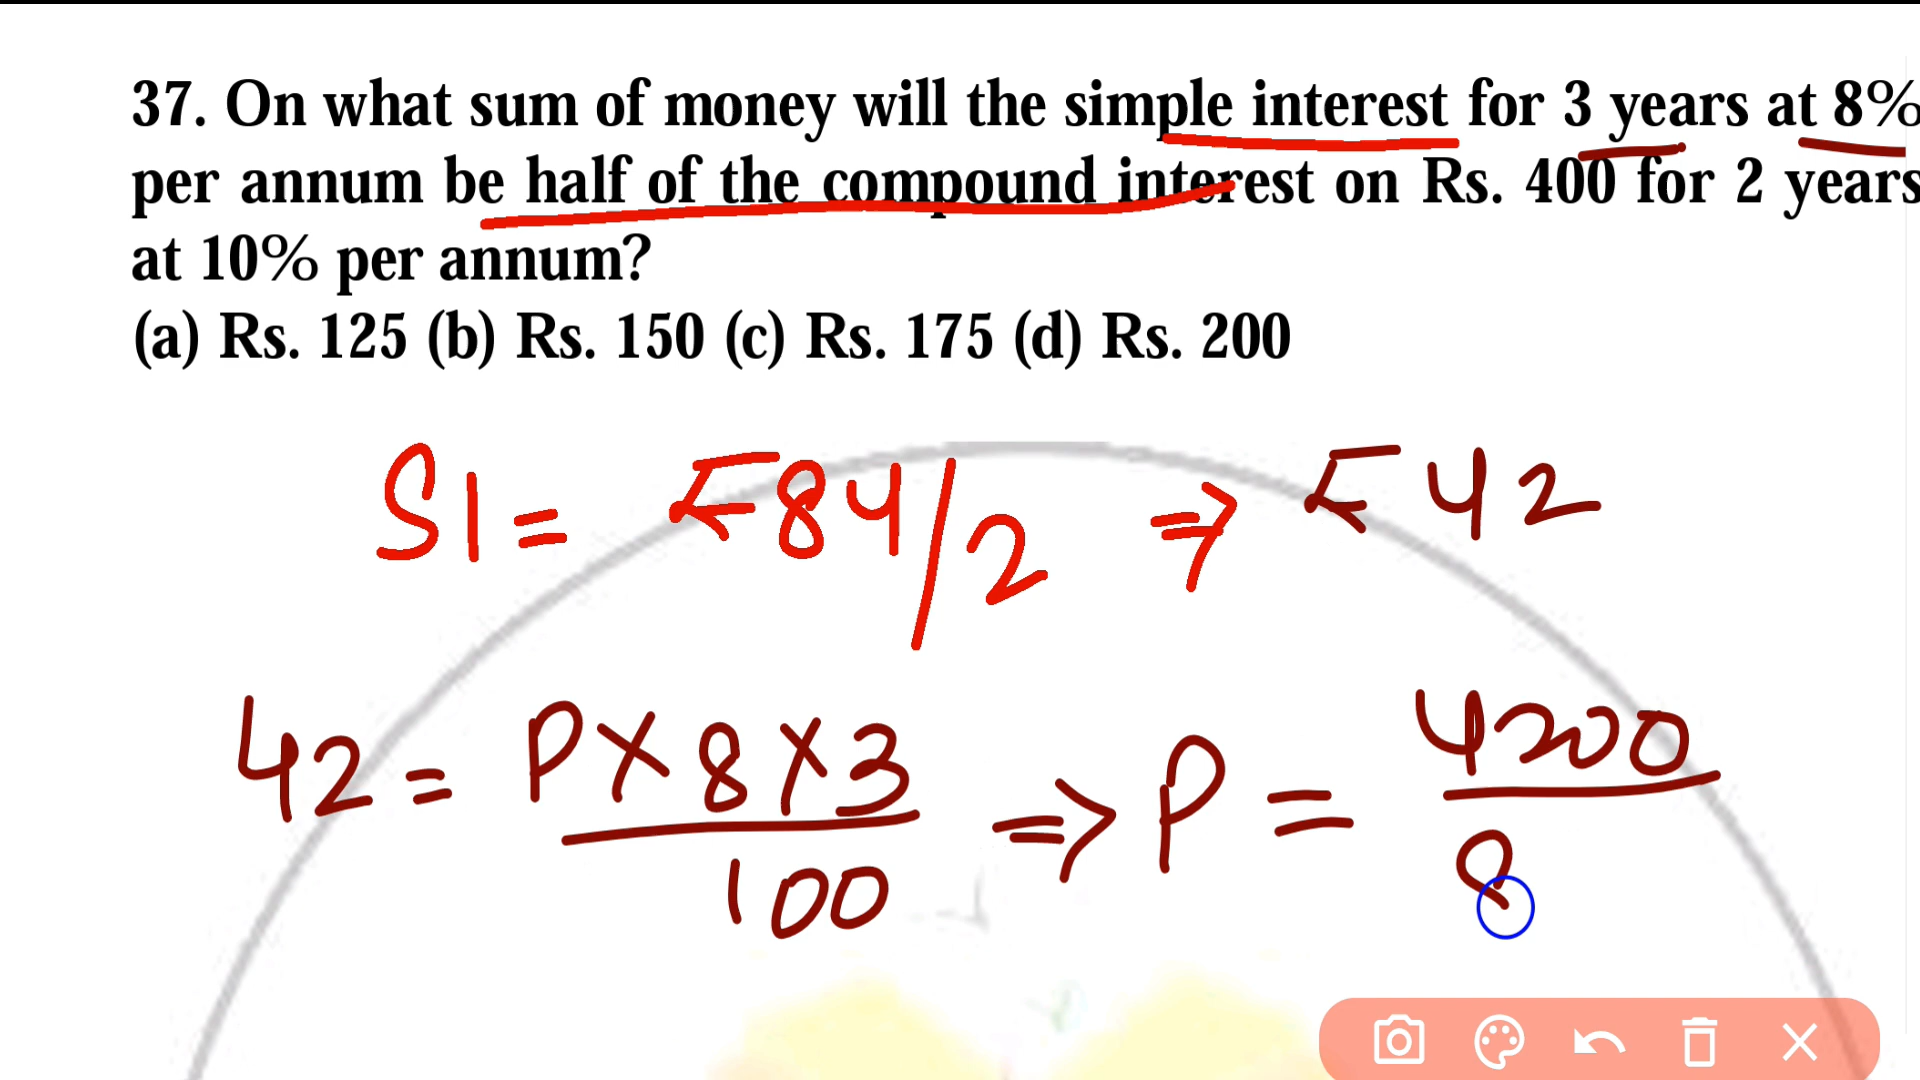 37. On what sum of money will the simple interest for 3 years at 8%
per annum be half of the compound interest on Rs. 400 for 2 years
at 10% per annum?
(a) Rs. 125 (b) Rs. 150 (c) Rs. 175 (d) Rs. 200
SI = ₹84/2 ⇒ ₹42
42 = P×8×3/100 ⇒ P = 4200/8